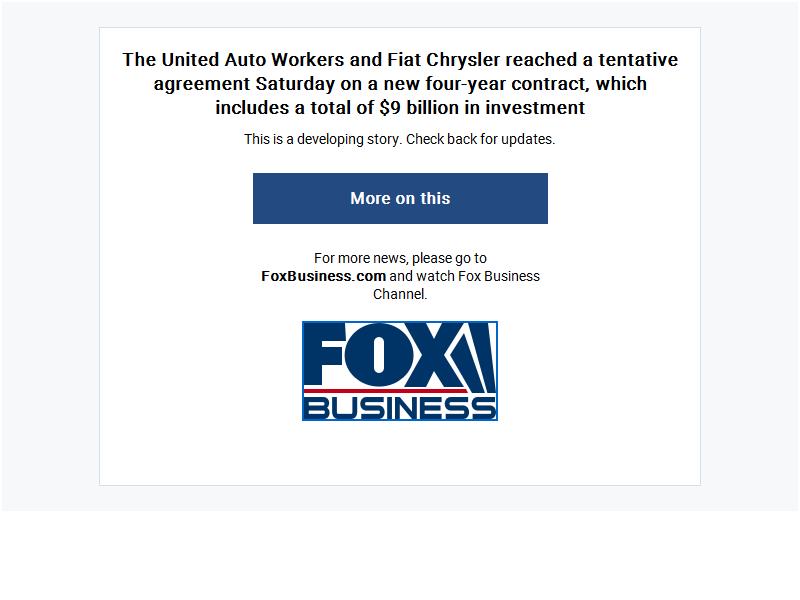 The United Auto Workers and Fiat Chrysler reached a tentative
agreement Saturday on a new four-year contract, which
includes a total of $9 billion in investment
This is a developing story. Check back for updates.
More on this
For more news, please go to
FoxBusiness.com and watch Fox Business
Channel.
FOX
BUSINESS